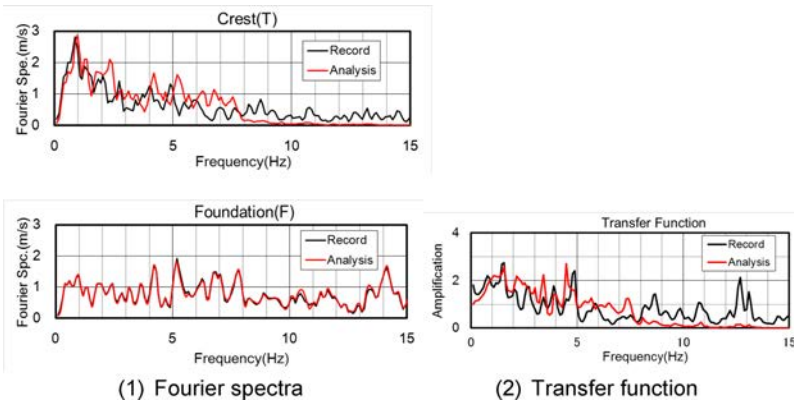 Crest(T)
Fourier Spe.(m/s)
3
2
1
0
Record
Analysis
0 5 10 15
Frequency(Hz)
Foundation(F)
Fourier Spc.(m/s)
3
2
1
0
Record
Analysis
0 5 10 15
Frequency(Hz)
Transfer Function
Amplification
4
2
0
Record
Analysis
0 5 10 15
Frequency(Hz)
(1) Fourier spectra
(2) Transfer function